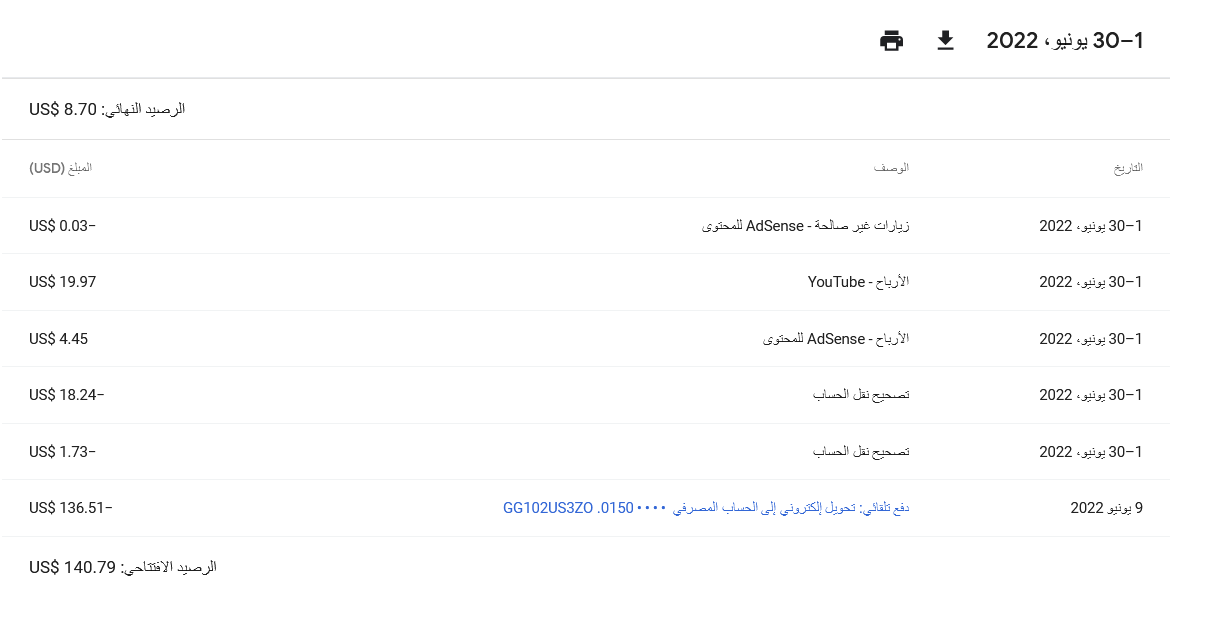 1–30 يونيو، 2022
الرصيد النهائي: US$ 8.70
التاريخ الوصف المبلغ (USD)
1–30 يونيو، 2022 زيارات غير صالحة - AdSense للمحتوى US$ 0.03−
1–30 يونيو، 2022 الأرباح - YouTube US$ 19.97
1–30 يونيو، 2022 الأرباح - AdSense للمحتوى US$ 4.45
1–30 يونيو، 2022 تصحيح نقل الحساب US$ 18.24−
1–30 يونيو، 2022 تصحيح نقل الحساب US$ 1.73−
9 يونيو 2022 دفع تلقائي: تحويل إلكتروني إلى الحساب المصرفي •••• 0150. GG102US3ZO US$ 136.51−
الرصيد الافتتاحي: US$ 140.79